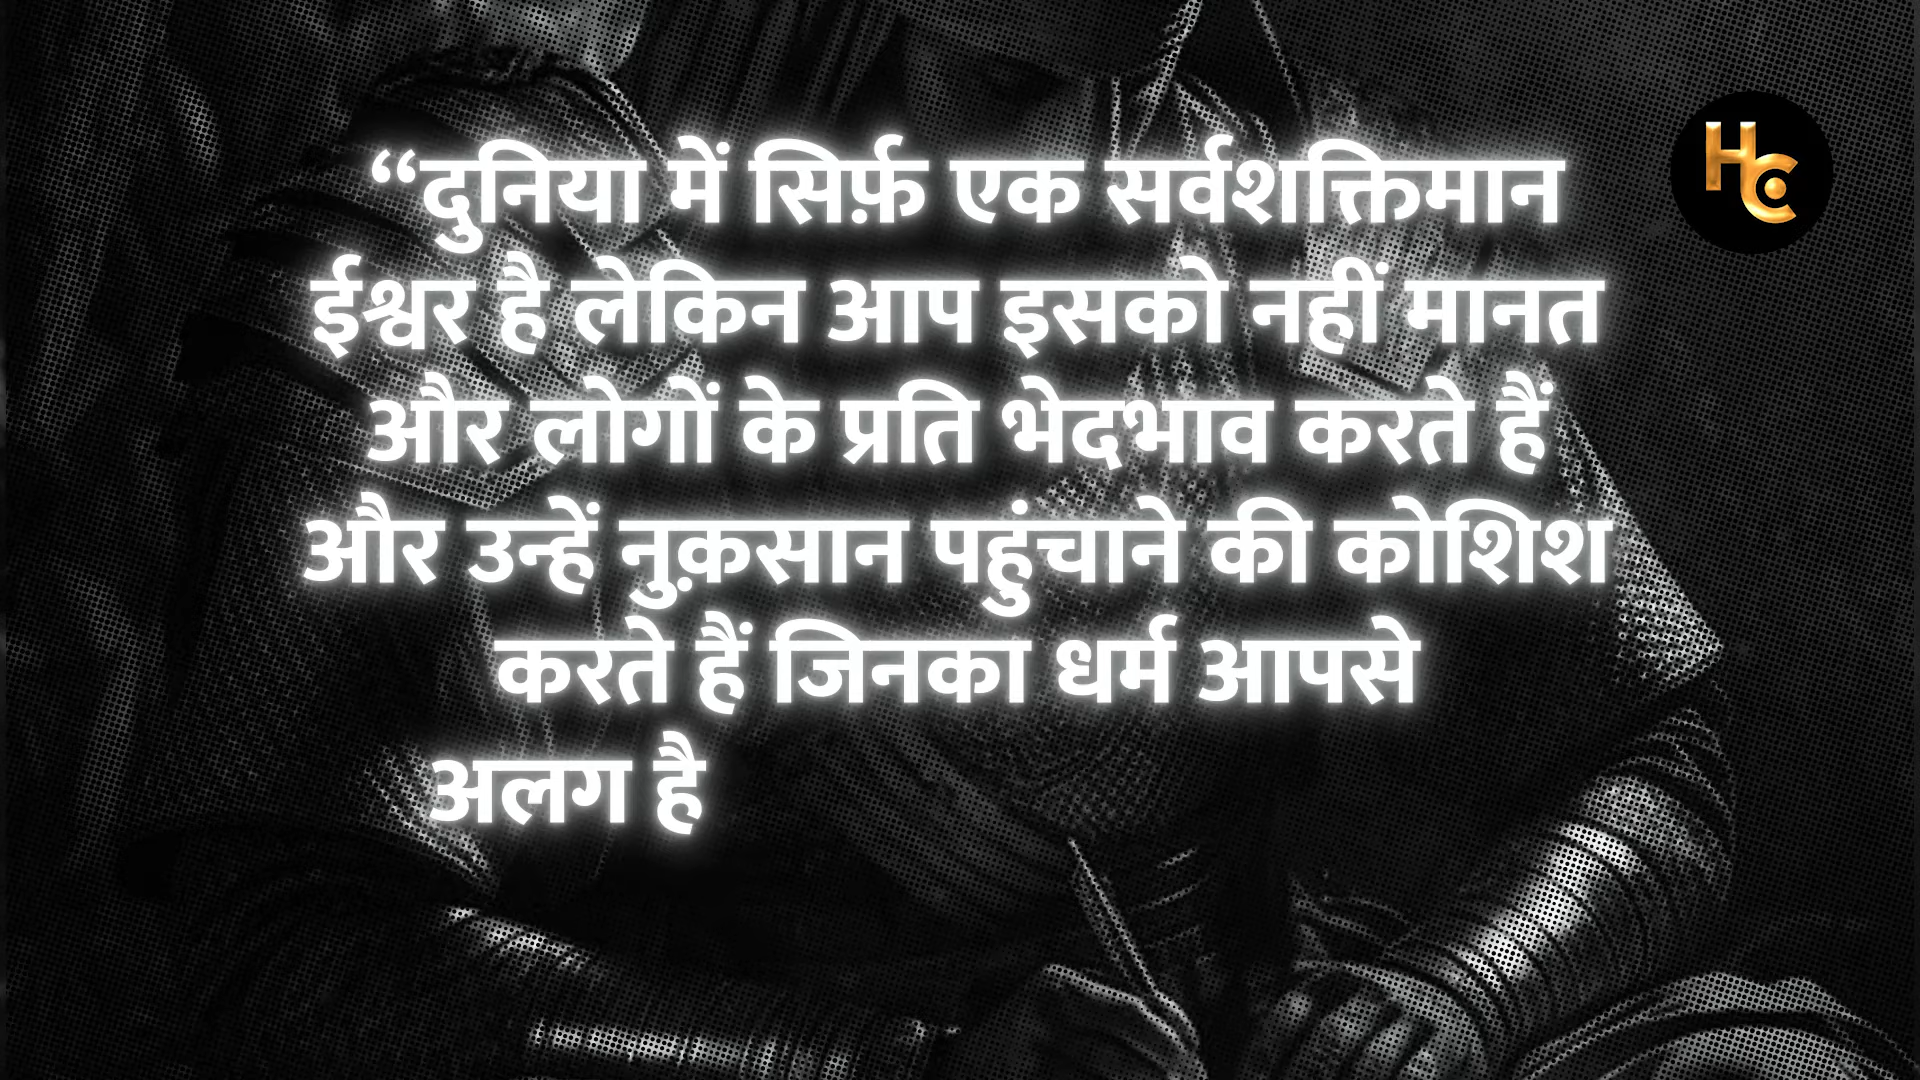 “दुनिया में सिर्फ़ एक सर्वशक्तिमान
ईश्वर है लेकिन आप इसको नहीं मानत
और लोगों के प्रति भेदभाव करते हैं
और उन्हें नुक़सान पहुंचाने की कोशिश
करते हैं जिनका धर्म आपसे
अलग है
HC